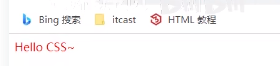 Bing 搜索 itcast HTML 教程
Hello CSS~